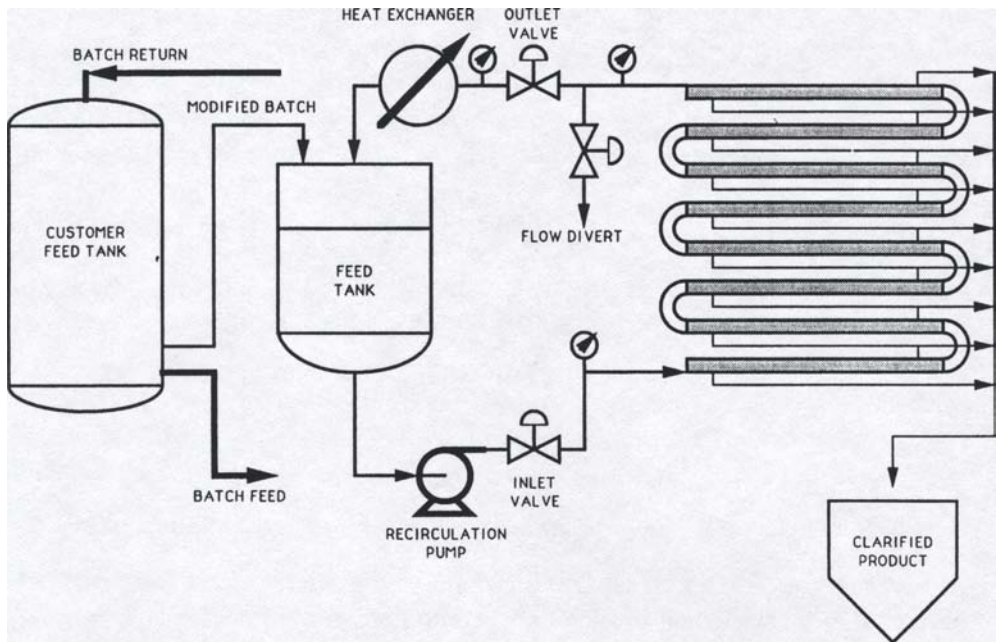 HEAT EXCHANGER
OUTLET
VALVE
BATCH RETURN
MODIFIED BATCH
CUSTOMER
FEED TANK
FLOW DIVERT
FEED
TANK
BATCH FEED
INLET
VALVE
RECIRCULATION
PUMP
CLARIFIED
PRODUCT